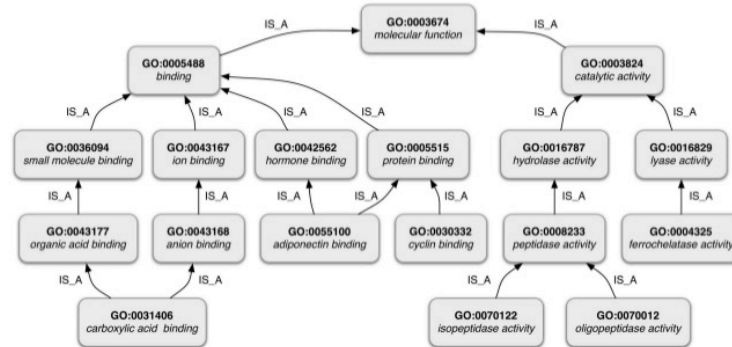 GO:0003674
molecular function
IS_A
IS_A
GO:0005488
binding
GO:0003824
catalytic activity
IS_A
IS_A
IS_A
IS_A
IS_A
IS_A
GO:0036094
small molecule binding
GO:0043167
ion binding
GO:0042562
hormone binding
GO:0005515
protein binding
GO:0016787
hydrolase activity
GO:0016829
lyase activity
IS_A
IS_A
IS_A
IS_A
IS_A
IS_A
IS_A
GO:0043177
organic acid binding
GO:0043168
anion binding
GO:0055100
adiponectin binding
GO:0030332
cyclin binding
GO:0008233
peptidase activity
GO:0004325
ferrochelatase activity
IS_A
IS_A
IS_A
IS_A
GO:0031406
carboxylic acid binding
GO:0070122
isopeptidase activity
GO:0070012
oligopeptidase activity